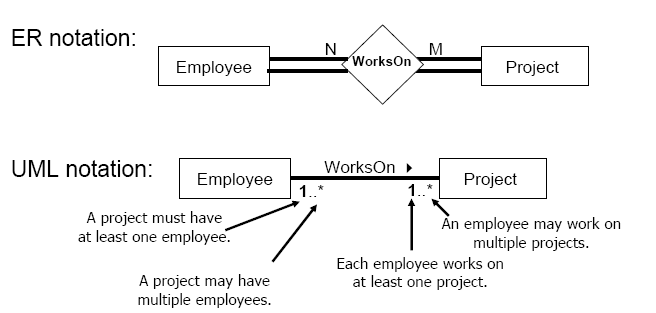 ER notation:
N
M
Employee
WorksOn
Project
UML notation:
WorksOn ▸
Employee
Project
1..*
1..*
A project must have
at least one employee.
An employee may work on
multiple projects.
A project may have
multiple employees.
Each employee works on
at least one project.